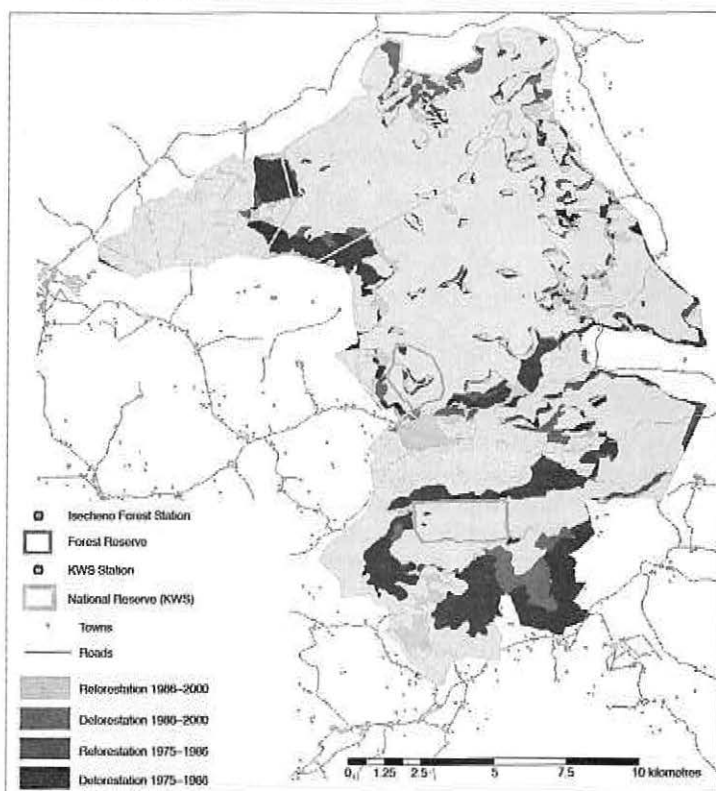 Isecheno Forest Station
Forest Reserve
KWS Station
National Reserve (KWS)
Towns
Roads
Reforestation 1986–2000
Deforestation 1986–2000
Reforestation 1975–1986
Deforestation 1975–1986
0 1.25 2.5 5 7.5 10 kilometres